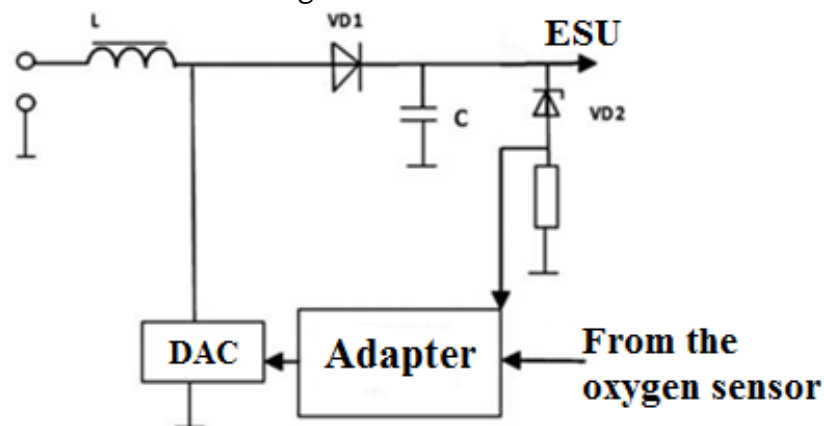 L
VD1
ESU
C
VD2
DAC
Adapter
From the
oxygen sensor